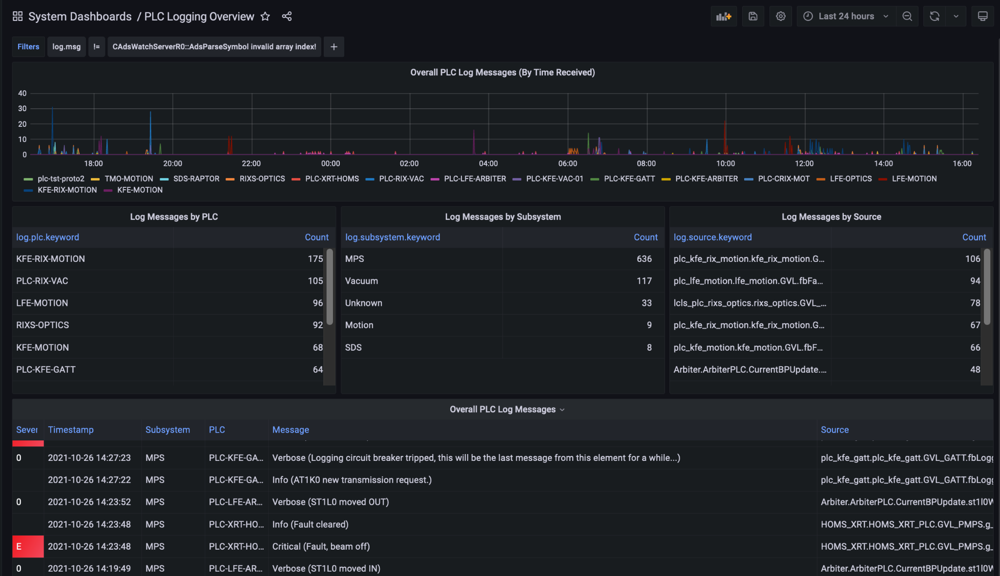 System Dashboards / PLC Logging Overview
Last 24 hours
Filters log.msg != CAdsWatchServerR0::AdsParseSymbol invalid array index! +
Overall PLC Log Messages (By Time Received)
40
30
20
10
0
18:00 20:00 22:00 00:00 02:00 04:00 06:00 08:00 10:00 12:00 14:00 16:00
plc-tst-proto2 TMO-MOTION SDS-RAPTOR RIXS-OPTICS PLC-XRT-HOMS PLC-RIX-VAC PLC-LFE-ARBITER PLC-KFE-VAC-01 PLC-KFE-GATT PLC-KFE-ARBITER PLC-CRIX-MOT LFE-OPTICS LFE-MOTION
KFE-RIX-MOTION KFE-MOTION
Log Messages by PLC
log.plc.keyword Count
KFE-RIX-MOTION 175
PLC-RIX-VAC 105
LFE-MOTION 96
RIXS-OPTICS 92
KFE-MOTION 68
PLC-KFE-GATT 64
Log Messages by Subsystem
log.subsystem.keyword Count
MPS 636
Vacuum 117
Unknown 33
Motion 9
SDS 8
Log Messages by Source
log.source.keyword Count
plc_kfe_rix_motion.kfe_rix_motion.G... 106
plc_lfe_motion.lfe_motion.GVL.fbFa... 94
lcls_plc_rixs_optics.rixs_optics.GVL_... 78
plc_kfe_rix_motion.kfe_rix_motion.G... 67
plc_kfe_motion.kfe_motion.GVL.fbF... 66
Arbiter.ArbiterPLC.CurrentBPUpdate.... 48
Overall PLC Log Messages
Sever Timestamp Subsystem PLC Message Source
0 2021-10-26 14:27:23 MPS PLC-KFE-GA... Verbose (Logging circuit breaker tripped, this will be the last message from this element for a while...) plc_kfe_gatt.plc_kfe_gatt.GVL_GATT.fbLogg
2021-10-26 14:27:22 MPS PLC-KFE-GA... Info (AT1K0 new transmission request.) plc_kfe_gatt.plc_kfe_gatt.GVL_GATT.fbLogg
0 2021-10-26 14:23:52 MPS PLC-LFE-AR... Verbose (ST1L0 moved OUT) Arbiter.ArbiterPLC.CurrentBPUpdate.st1l0W
2021-10-26 14:23:48 MPS PLC-XRT-HO... Info (Fault cleared) HOMS_XRT.HOMS_XRT_PLC.GVL_PMPS.g_
E 2021-10-26 14:23:48 MPS PLC-XRT-HO... Critical (Fault, beam off) HOMS_XRT.HOMS_XRT_PLC.GVL_PMPS.g_
0 2021-10-26 14:19:49 MPS PLC-LFE-AR... Verbose (ST1L0 moved IN) Arbiter.ArbiterPLC.CurrentBPUpdate.st1l0W